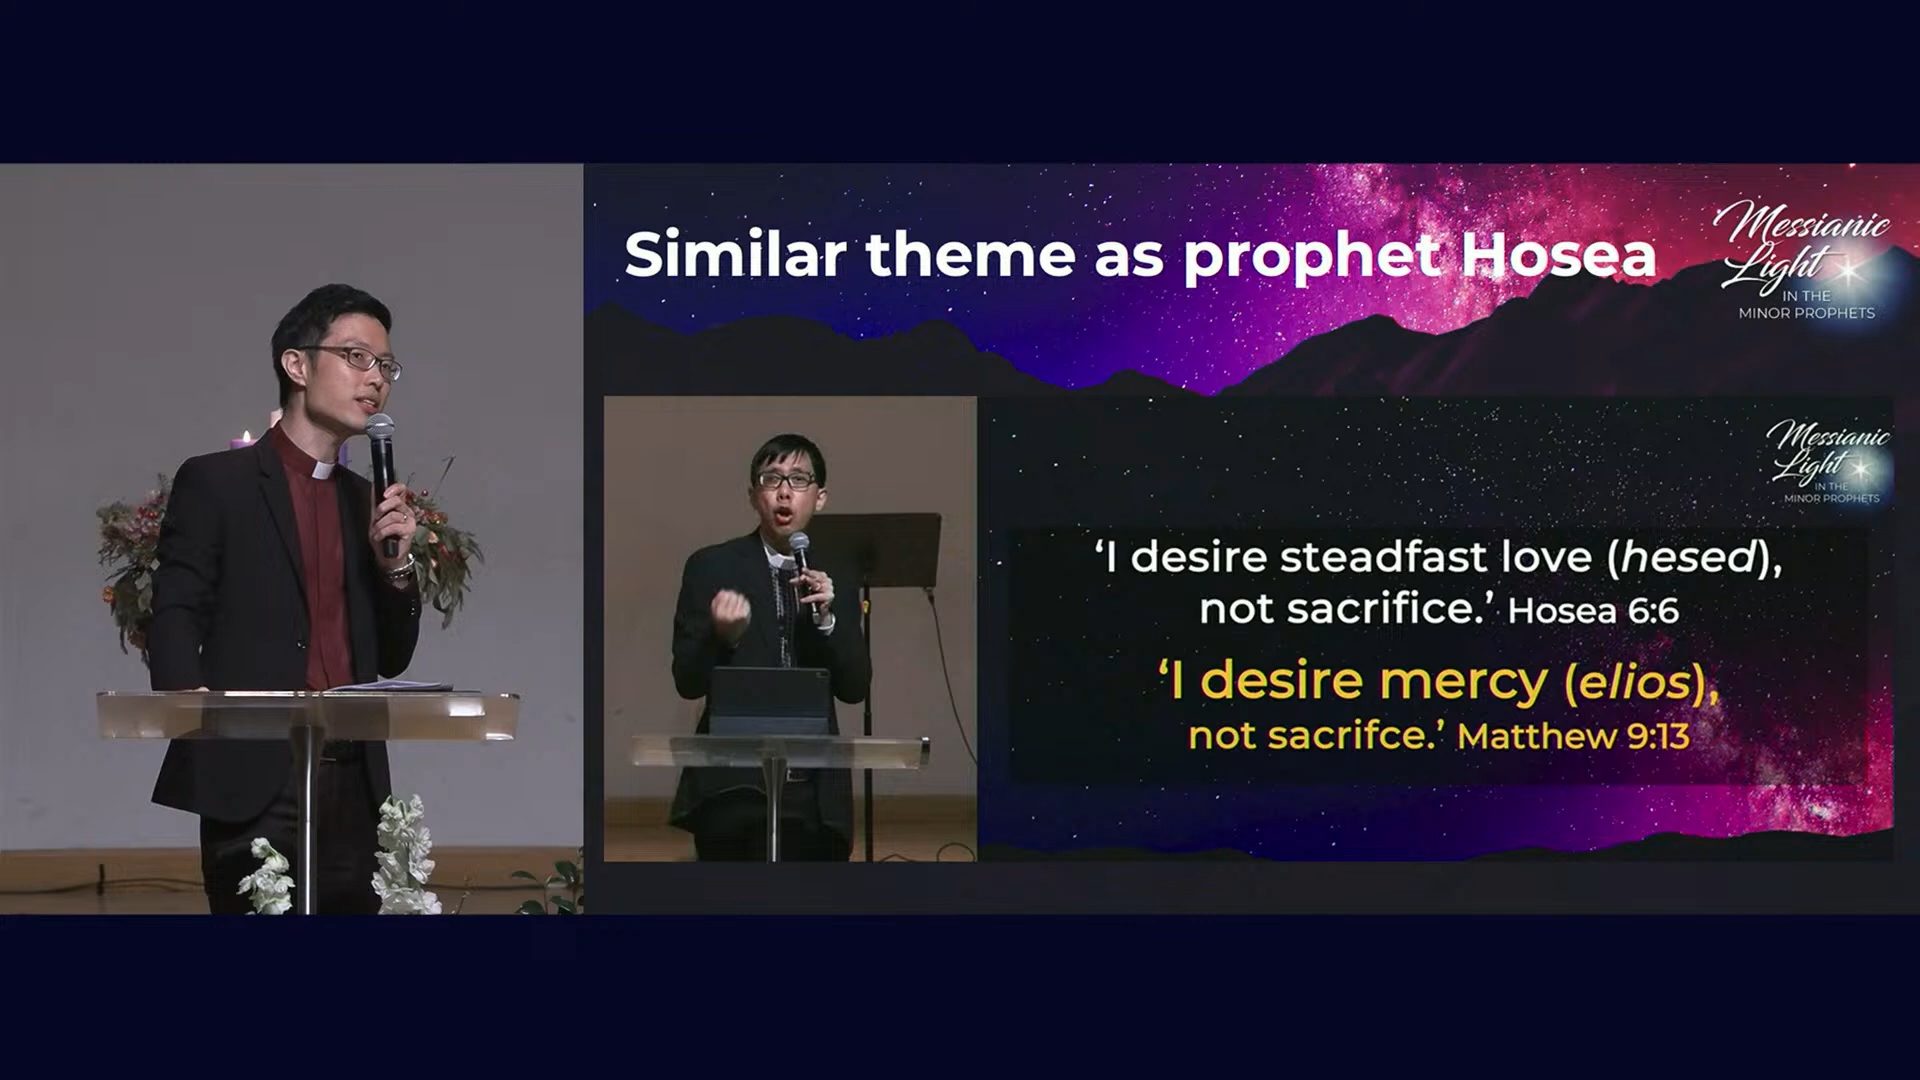 Similar theme as prophet Hosea
Messianic
Light
IN THE
MINOR PROPHETS
Messianic
Light
IN THE
MINOR PROPHETS
‘I desire steadfast love (hesed),
not sacrifice.’ Hosea 6:6
‘I desire mercy (elios),
not sacrifce.’ Matthew 9:13